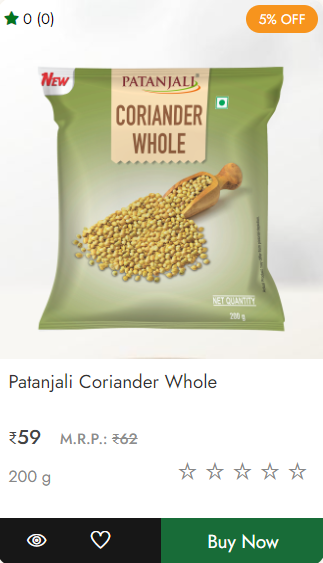 0 (0)
5% OFF
NEW
PATANJALI
CORIANDER
WHOLE
NET QUANTITY
200 g
Patanjali Coriander Whole
₹59 M.R.P.: ₹62
200 g
Buy Now